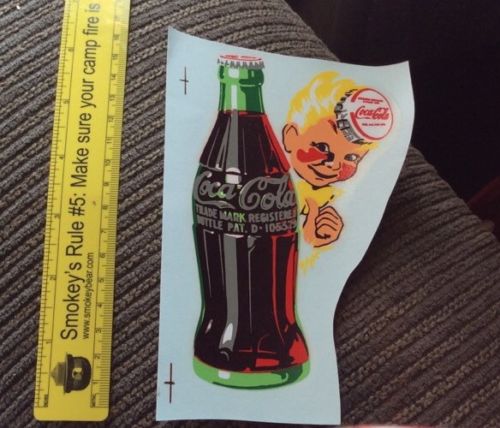 Smokey's Rule #5: Make sure your camp fire is
www.smokeybear.com
Coca-Cola
TRADE MARK REGISTERED
BOTTLE PAT. D-105529
Coca-Cola